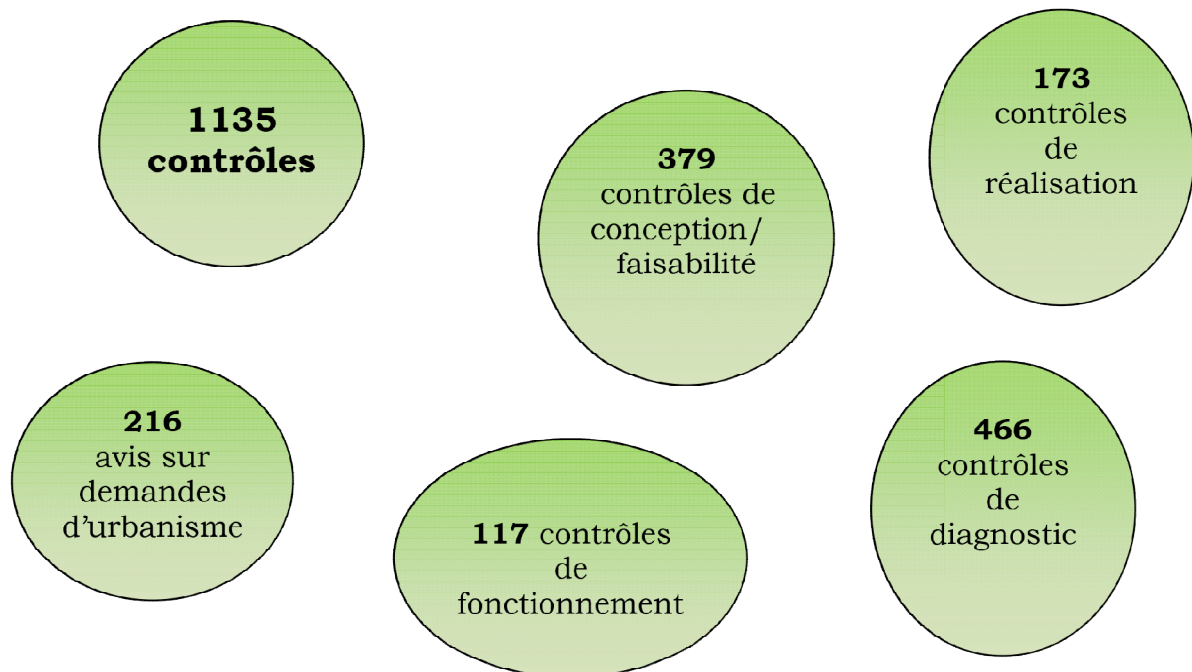 1135
contrôles
379
contrôles de
conception/
faisabilité
173
contrôles
de
réalisation
216
avis sur
demandes
d'urbanisme
117 contrôles
de
fonctionnement
466
contrôles
de
diagnostic